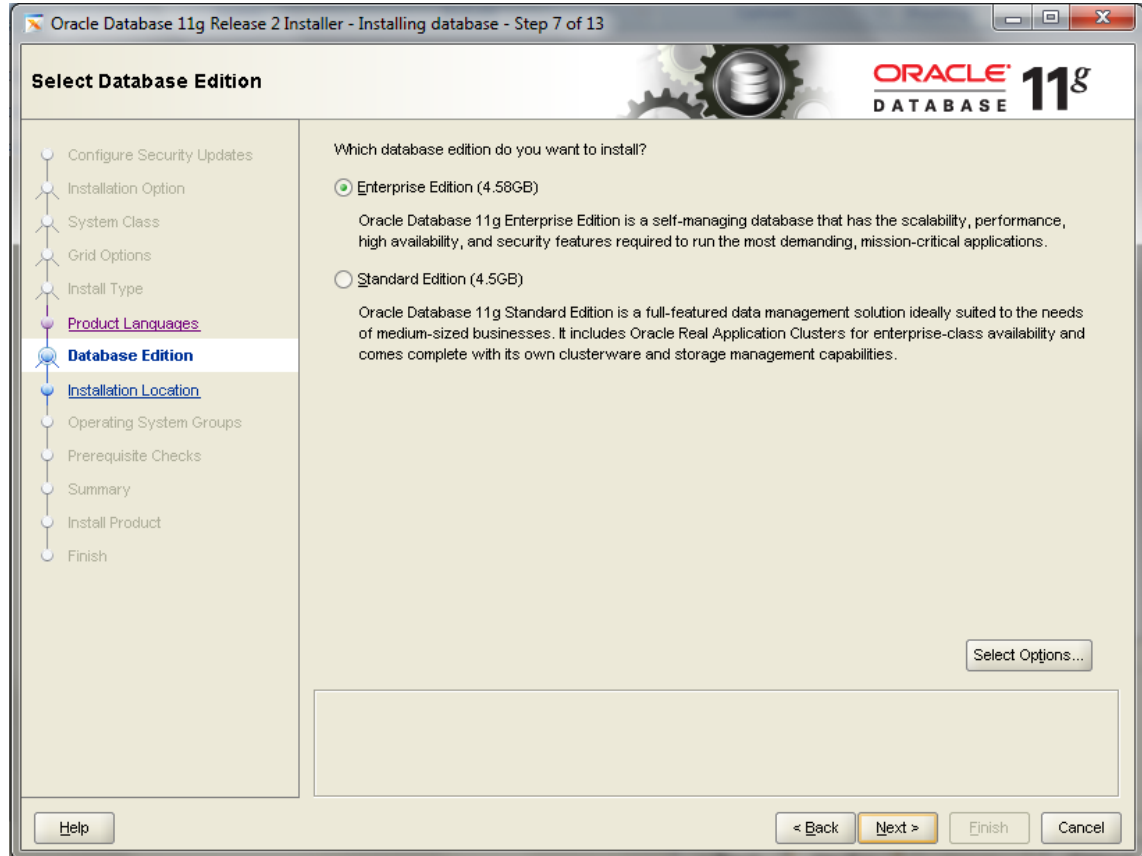 Oracle Database 11g Release 2 Installer - Installing database - Step 7 of 13
Select Database Edition
ORACLE
DATABASE
11g
Configure Security Updates
Installation Option
System Class
Grid Options
Install Type
Product Languages
Database Edition
Installation Location
Operating System Groups
Prerequisite Checks
Summary
Install Product
Finish
Which database edition do you want to install?
Enterprise Edition (4.58GB)
Oracle Database 11g Enterprise Edition is a self-managing database that has the scalability, performance,
high availability, and security features required to run the most demanding, mission-critical applications.
Standard Edition (4.5GB)
Oracle Database 11g Standard Edition is a full-featured data management solution ideally suited to the needs
of medium-sized businesses. It includes Oracle Real Application Clusters for enterprise-class availability and
comes complete with its own clusterware and storage management capabilities.
Select Options...
Help
< Back
Next >
Finish
Cancel